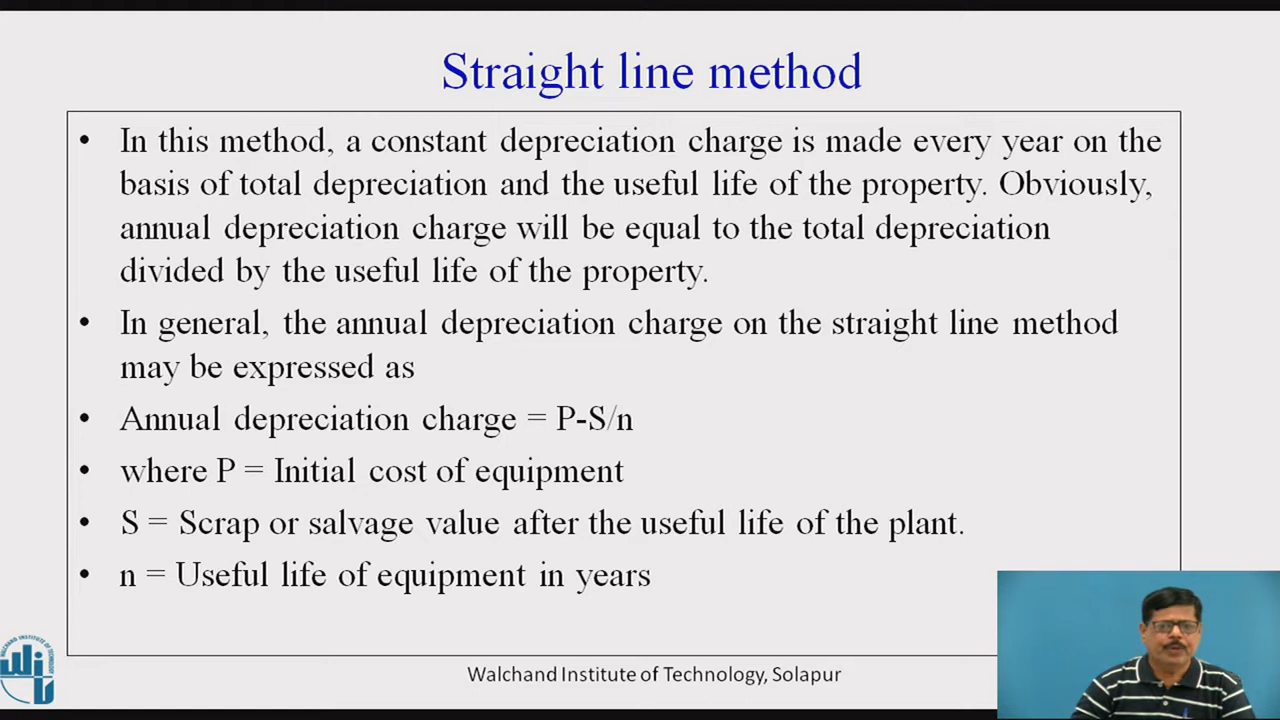 Straight line method
• In this method, a constant depreciation charge is made every year on the
basis of total depreciation and the useful life of the property. Obviously,
annual depreciation charge will be equal to the total depreciation
divided by the useful life of the property.
• In general, the annual depreciation charge on the straight line method
may be expressed as
• Annual depreciation charge = P-S/n
• where P = Initial cost of equipment
• S = Scrap or salvage value after the useful life of the plant.
• n = Useful life of equipment in years
Walchand Institute of Technology, Solapur